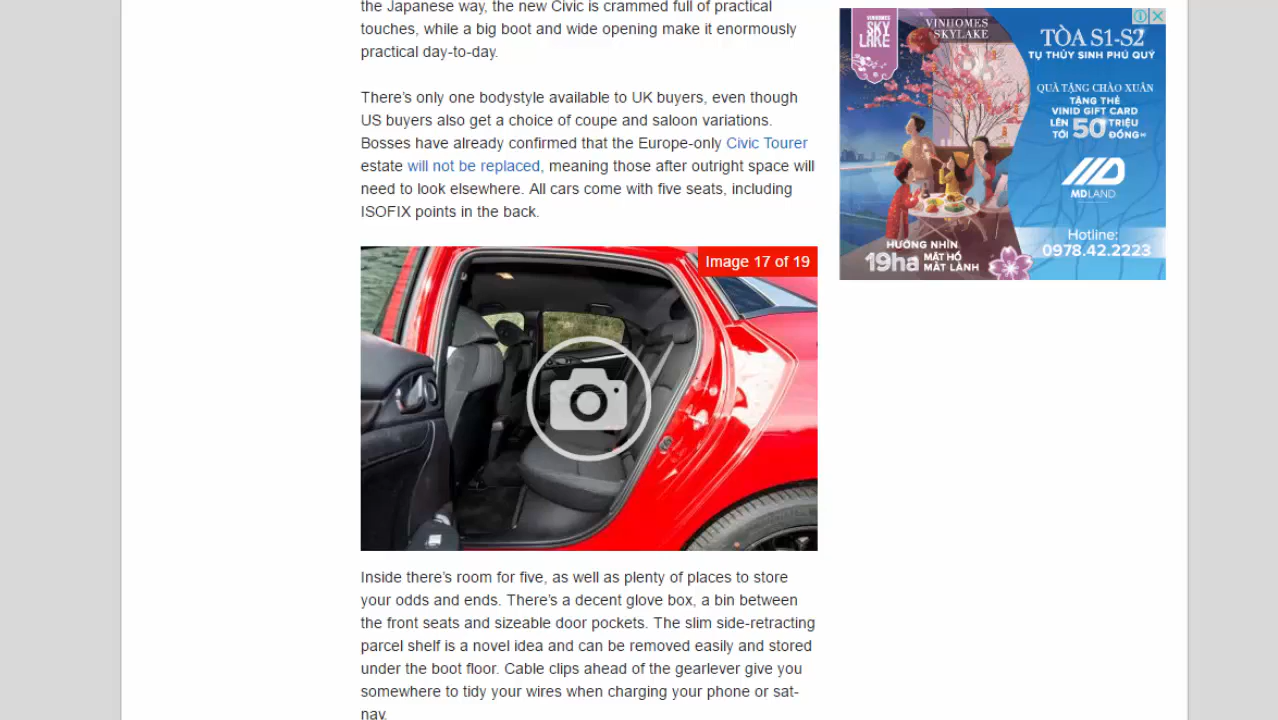 the Japanese way, the new Civic is crammed full of practical
touches, while a big boot and wide opening make it enormously
practical day-to-day.
There’s only one bodystyle available to UK buyers, even though
US buyers also get a choice of coupe and saloon variations.
Bosses have already confirmed that the Europe-only Civic Tourer
estate will not be replaced, meaning those after outright space will
need to look elsewhere. All cars come with five seats, including
ISOFIX points in the back.
Image 17 of 19
Inside there’s room for five, as well as plenty of places to store
your odds and ends. There’s a decent glove box, a bin between
the front seats and sizeable door pockets. The slim side-retracting
parcel shelf is a novel idea and can be removed easily and stored
under the boot floor. Cable clips ahead of the gearlever give you
somewhere to tidy your wires when charging your phone or sat-
nav.
VINHOMES
SKY
LAKE
VINHOMES
SKYLAKE
TÒA S1-S2
TỤ THỦY SINH PHÚ QUÝ
QUÀ TẶNG CHÀO XUÂN
TẶNG THẺ
VINID GIFT CARD
LÊN TỚI 50 TRIỆU ĐỒNG
MDLAND
Hotline:
0978.42.2223
HƯỚNG NHÌN
19ha MẶT HỒ
MÁT LÀNH